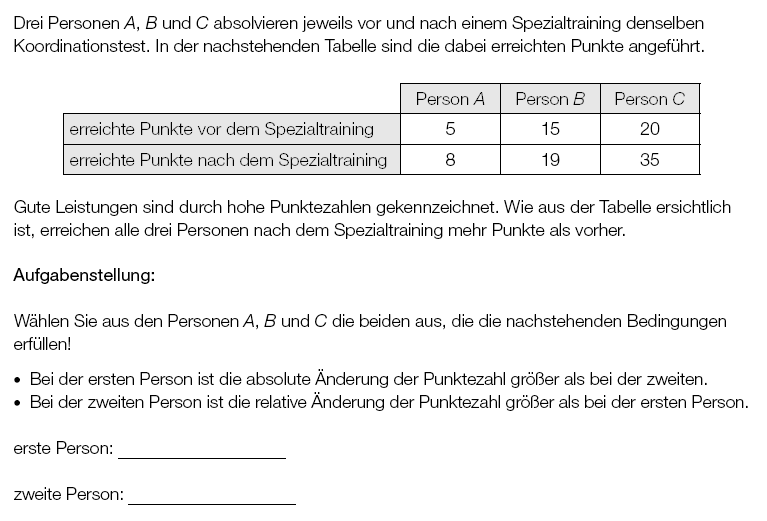 Drei Personen A, B und C absolvieren jeweils vor und nach einem Spezialtraining denselben
Koordinationstest. In der nachstehenden Tabelle sind die dabei erreichten Punkte angeführt.
Person A Person B Person C
erreichte Punkte vor dem Spezialtraining 5 15 20
erreichte Punkte nach dem Spezialtraining 8 19 35
Gute Leistungen sind durch hohe Punktezahlen gekennzeichnet. Wie aus der Tabelle ersichtlich
ist, erreichen alle drei Personen nach dem Spezialtraining mehr Punkte als vorher.
Aufgabenstellung:
Wählen Sie aus den Personen A, B und C die beiden aus, die die nachstehenden Bedingungen
erfüllen!
• Bei der ersten Person ist die absolute Änderung der Punktezahl größer als bei der zweiten.
• Bei der zweiten Person ist die relative Änderung der Punktezahl größer als bei der ersten Person.
erste Person:
zweite Person: